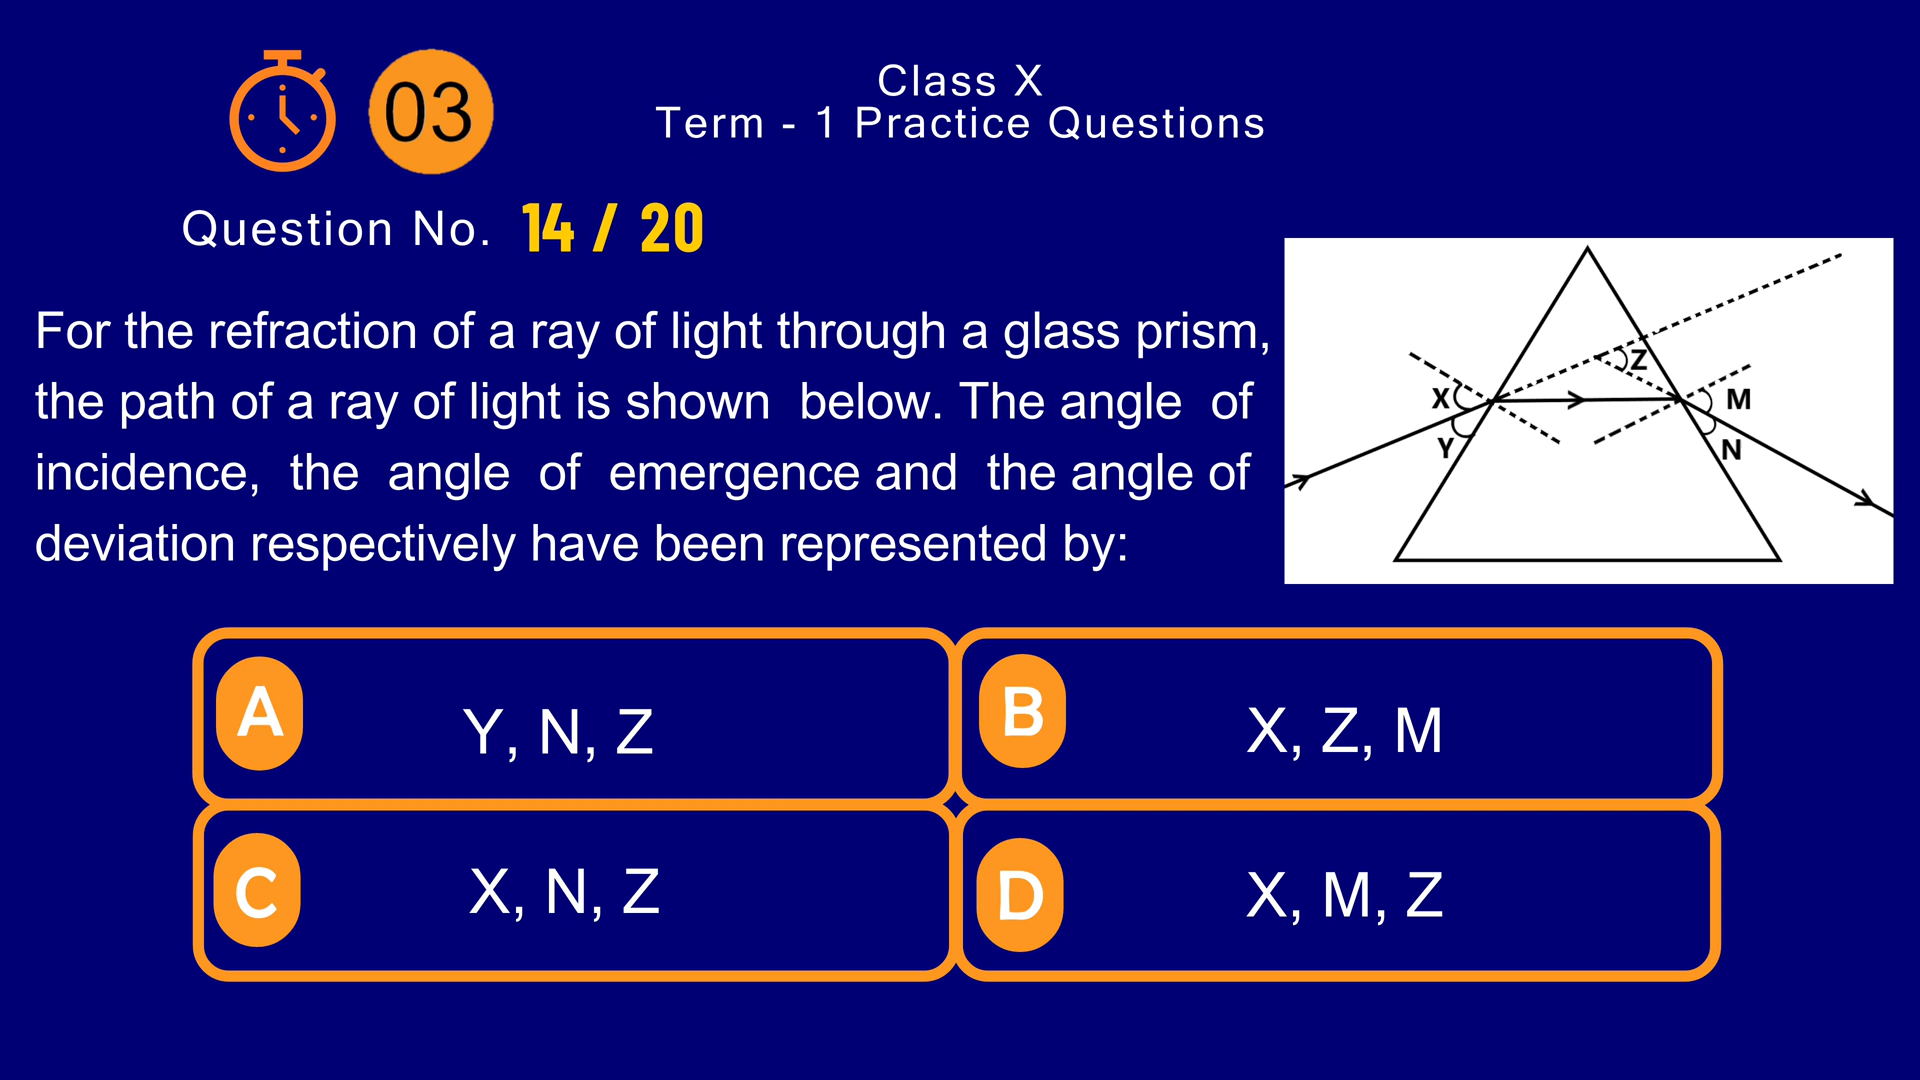 03
Class X
Term - 1 Practice Questions
Question No. 14 / 20
For the refraction of a ray of light through a glass prism,
the path of a ray of light is shown below. The angle of
incidence, the angle of emergence and the angle of
deviation respectively have been represented by:
Z
X
M
Y
N
A
Y, N, Z
B
X, Z, M
C
X, N, Z
D
X, M, Z